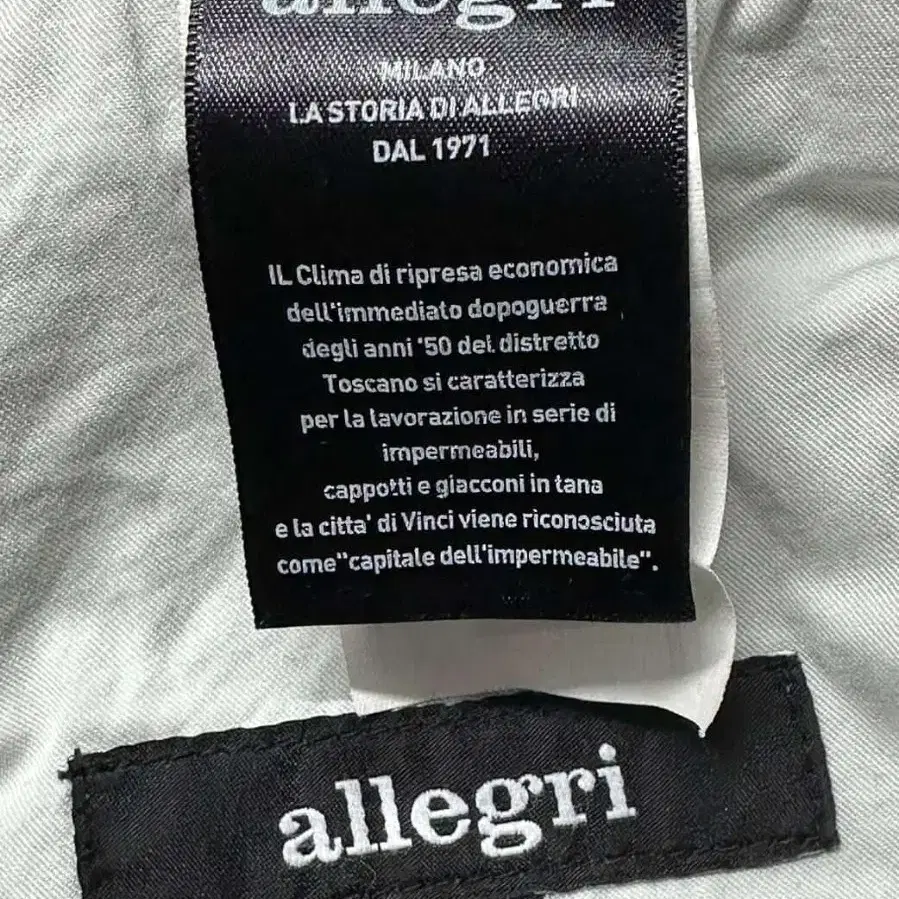 allegri
MILANO
LA STORIA DI ALLEGRI
DAL 1971
IL Clima di ripresa economica
dell'immediato dopoguerra
degli anni '50 del distretto
Toscano si caratterizza
per la lavorazione in serie di
impermeabili,
cappotti e giacconi in tana
e la citta' di Vinci viene riconosciuta
come"capitale dell'impermeabile".
allegri